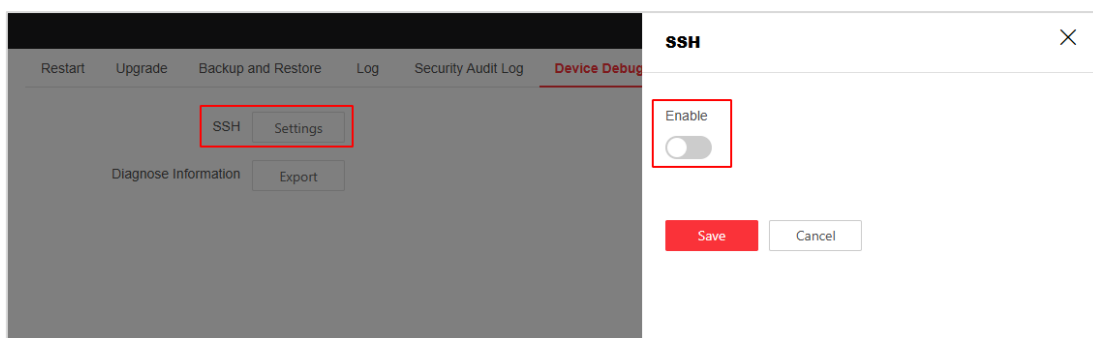 SSH
Restart Upgrade Backup and Restore Log Security Audit Log Device Debug
Enable
SSH Settings
Diagnose Information Export
Save Cancel